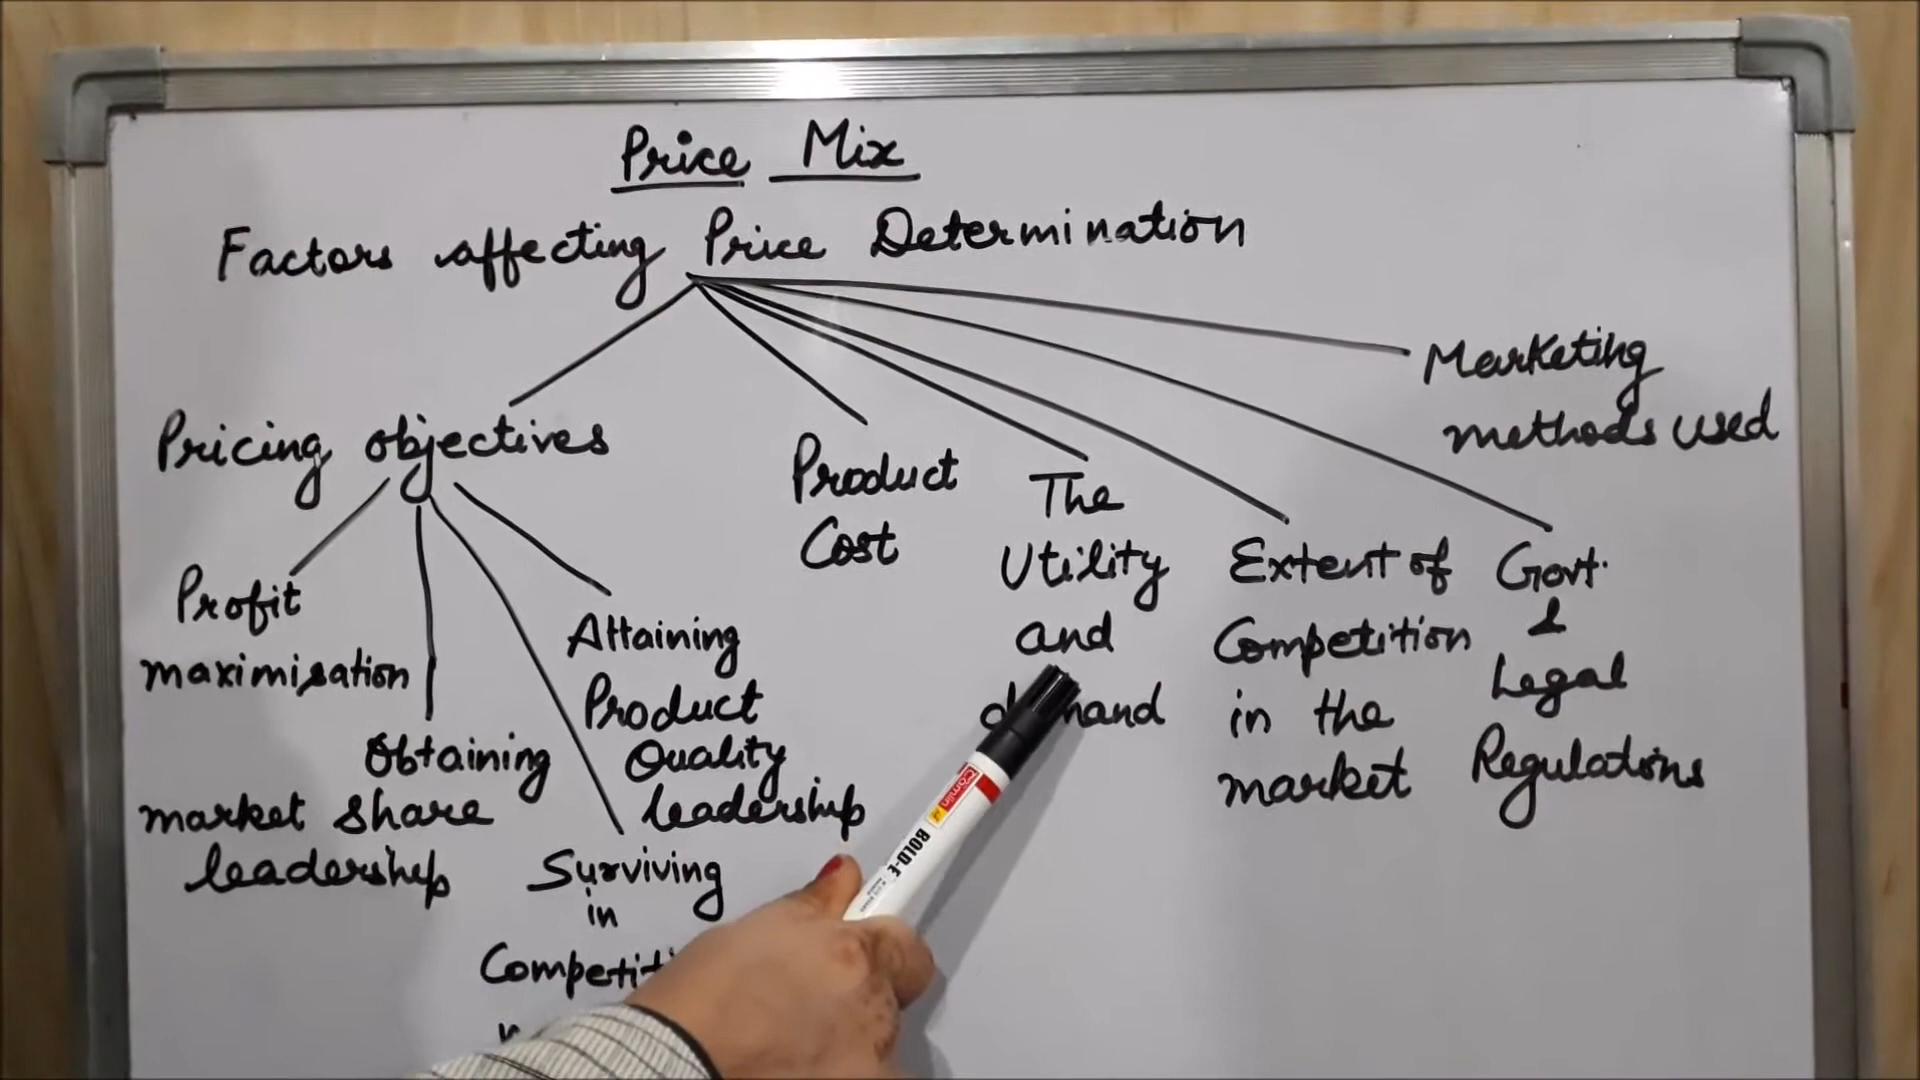 Price Mix
Factors affecting Price Determination
Pricing objectives
Profit
maximisation
Obtaining
market share
leadership
Surviving
in
Attaining
Product
Quality
leadership
Product
Cost
The
Utility
and
Extent of
Competition
in the
market
Govt.
&
Legal
Regulations
Marketing
methods used
Camlin